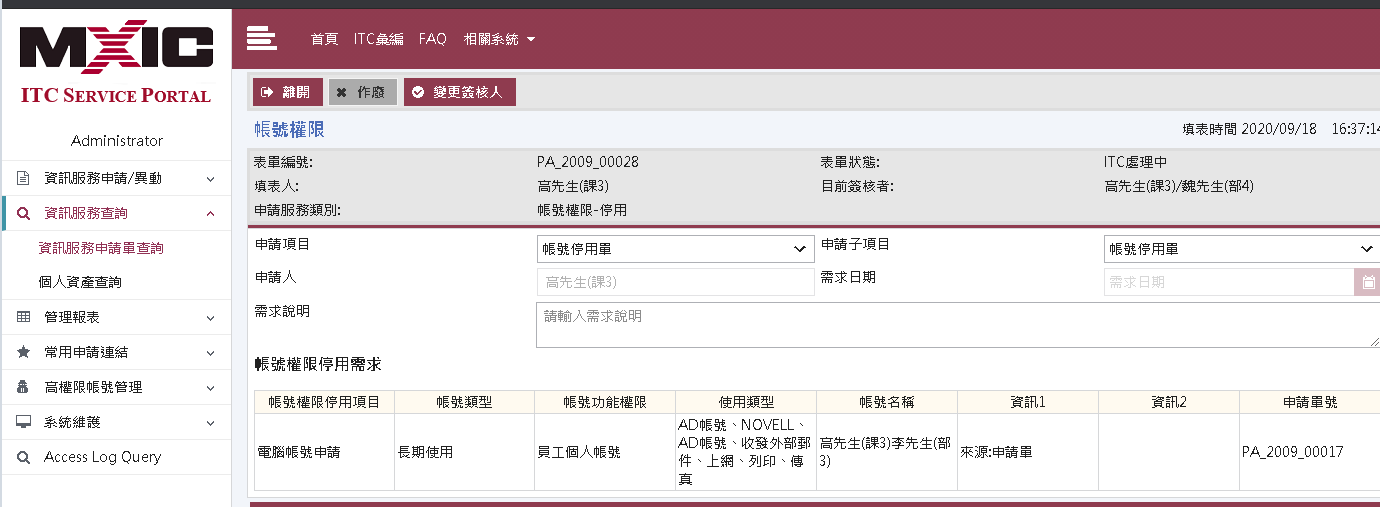 MXIC
ITC SERVICE PORTAL
Administrator
資訊服務申請/異動
資訊服務查詢
資訊服務申請單查詢
個人資產查詢
管理報表
常用申請連結
高權限帳號管理
系統維護
Access Log Query
首頁 ITC彙編 FAQ 相關系統
離開 作廢 變更簽核人
帳號權限 填表時間 2020/09/18 16:37:14
表單編號: PA_2009_00028 表單狀態: ITC處理中
填表人: 高先生(課3) 目前簽核者: 高先生(課3)/魏先生(部4)
申請服務類別: 帳號權限-停用
申請項目 帳號停用單 申請子項目 帳號停用單
申請人 高先生(課3) 需求日期 需求日期
需求說明 請輸入需求說明
帳號權限停用需求
帳號權限停用項目 帳號類型 帳號功能權限 使用類型 帳號名稱 資訊1 資訊2 申請單號
電腦帳號申請 長期使用 員工個人帳號 AD帳號、NOVELL、
AD帳號、收發外部郵
件、上網、列印、傳
真 高先生(課3)李先生(部
3) 來源:申請單 PA_2009_00017